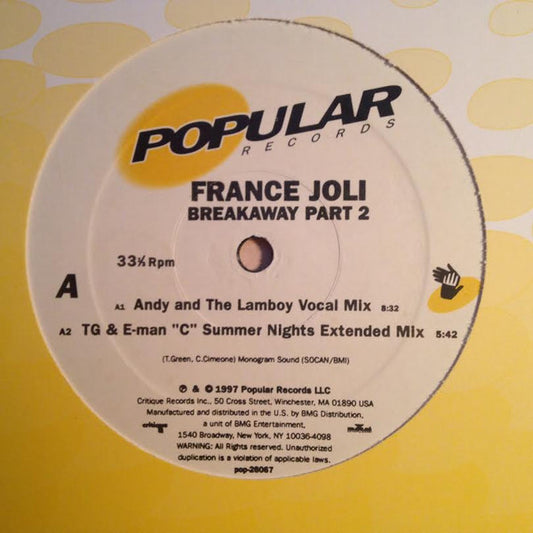 POPULAR
RECORDS
FRANCE JOLI
BREAKAWAY PART 2
33⅓ Rpm
A
A1 Andy and The Lamboy Vocal Mix 8:32
A2 TG & E-man "C" Summer Nights Extended Mix 5:42
(T.Green, C.Cimeone) Monogram Sound (SOCAN/BMI)
℗ & © 1997 Popular Records LLC
Critique Records Inc., 50 Cross Street, Winchester, MA 01890 USA
Manufactured and distributed in the U.S. by BMG Distribution,
critique a unit of BMG Entertainment,
1540 Broadway, New York, NY 10036-4098
WARNING: All Rights reserved. Unauthorized
duplication is a violation of applicable laws.
pop-26067